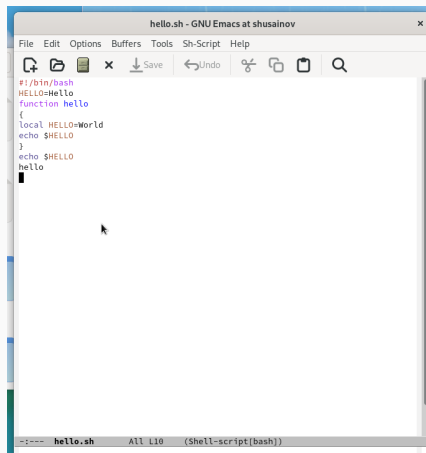 hello.sh - GNU Emacs at shusainov ×
File Edit Options Buffers Tools Sh-Script Help
Save Undo
#!/bin/bash
HELLO=Hello
function hello
{
local HELLO=World
echo $HELLO
}
echo $HELLO
hello
-:--- hello.sh All L10 (Shell-script[bash])